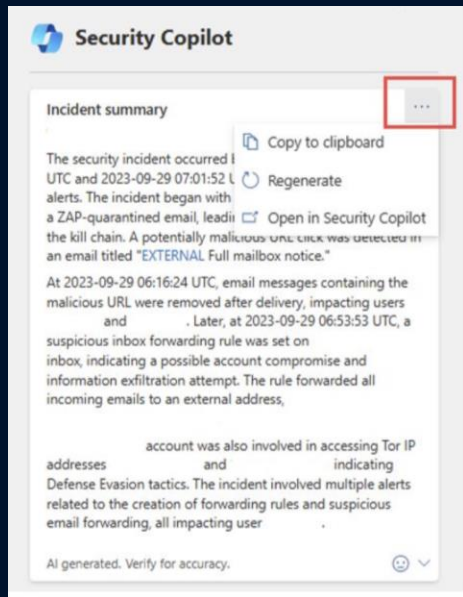 Security Copilot
Incident summary
...
Copy to clipboard
Regenerate
Open in Security Copilot
The security incident occurred
UTC and 2023-09-29 07:01:52
alerts. The incident began with
a ZAP-quarantined email,
the kill chain. A potentially malicious URL click was detected in
an email titled "EXTERNAL Full mailbox notice."
At 2023-09-29 06:16:24 UTC, email messages containing the
malicious URL were removed after delivery, impacting users
and . Later, at 2023-09-29 06:53:53 UTC, a
suspicious inbox forwarding rule was set on
inbox, indicating a possible account compromise and
information exfiltration attempt. The rule forwarded all
incoming emails to an external address,
account was also involved in accessing Tor IP
addresses and indicating
Defense Evasion tactics. The incident involved multiple alerts
related to the creation of forwarding rules and suspicious
email forwarding, all impacting user .
AI generated. Verify for accuracy.